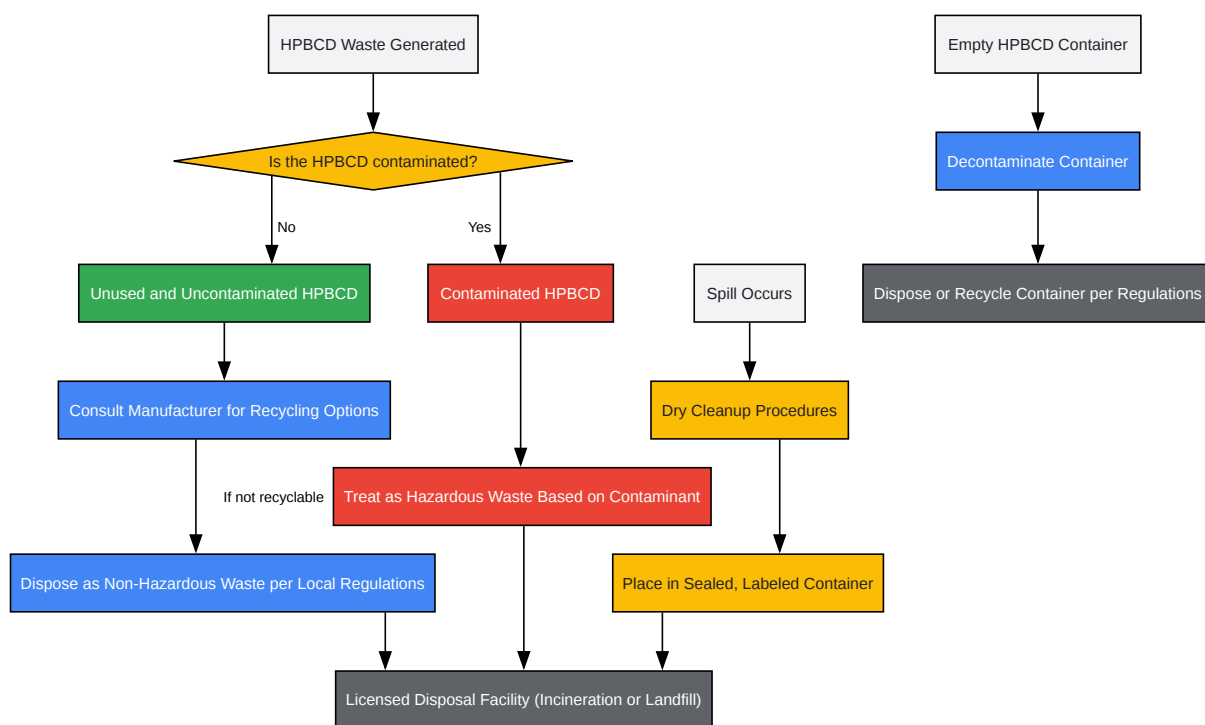 HPBCD Waste Generated
Empty HPBCD Container
Is the HPBCD contaminated?
Decontaminate Container
No
Yes
Unused and Uncontaminated HPBCD
Contaminated HPBCD
Spill Occurs
Dispose or Recycle Container per Regulations
Consult Manufacturer for Recycling Options
Dry Cleanup Procedures
If not recyclable
Treat as Hazardous Waste Based on Contaminant
Dispose as Non-Hazardous Waste per Local Regulations
Place in Sealed, Labeled Container
Licensed Disposal Facility (Incineration or Landfill)